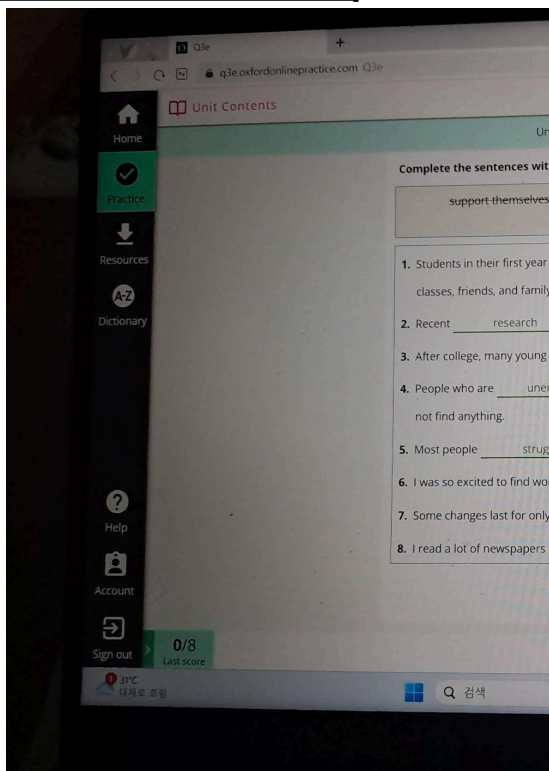 Q3e
+
q3e.oxfordonlinepractice.com Q3e
Unit Contents
Home
Practice
Resources
A-Z
Dictionary
Complete the sentences wit
support themselves
1. Students in their first year
classes, friends, and family
2. Recent research
3. After college, many young
4. People who are une
not find anything.
5. Most people strug
6. I was so excited to find wo
7. Some changes last for only
8. I read a lot of newspapers
?
Help
Account
Sign out
0/8
Last score
1
31°C
대체로 흐림
검색